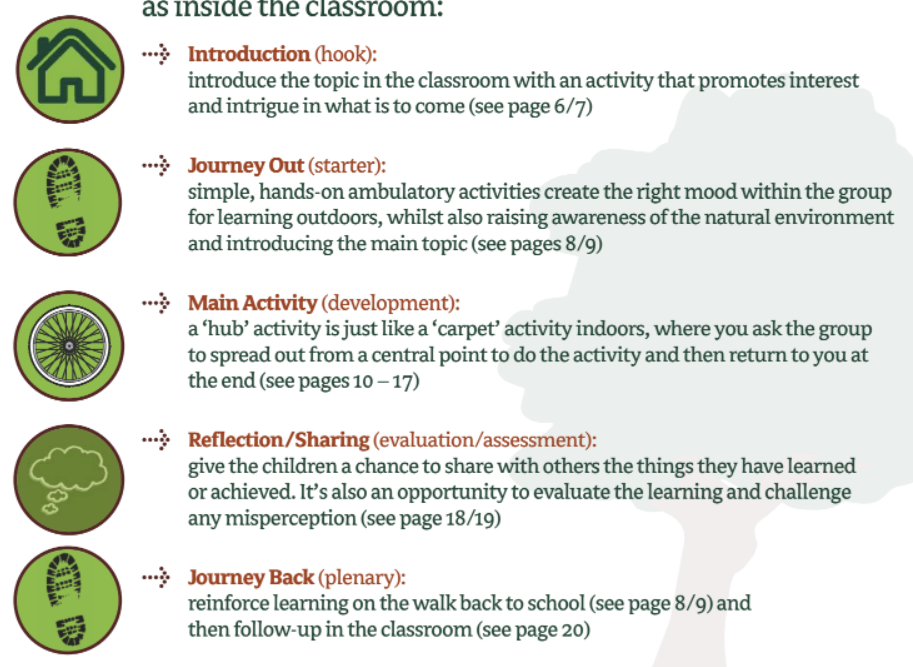 as inside the classroom:
Introduction (hook):
introduce the topic in the classroom with an activity that promotes interest
and intrigue in what is to come (see page 6/7)
Journey Out (starter):
simple, hands-on ambulatory activities create the right mood within the group
for learning outdoors, whilst also raising awareness of the natural environment
and introducing the main topic (see pages 8/9)
Main Activity (development):
a ‘hub’ activity is just like a ‘carpet’ activity indoors, where you ask the group
to spread out from a central point to do the activity and then return to you at
the end (see pages 10 – 17)
Reflection/Sharing (evaluation/assessment):
give the children a chance to share with others the things they have learned
or achieved. It’s also an opportunity to evaluate the learning and challenge
any misperception (see page 18/19)
Journey Back (plenary):
reinforce learning on the walk back to school (see page 8/9) and
then follow-up in the classroom (see page 20)